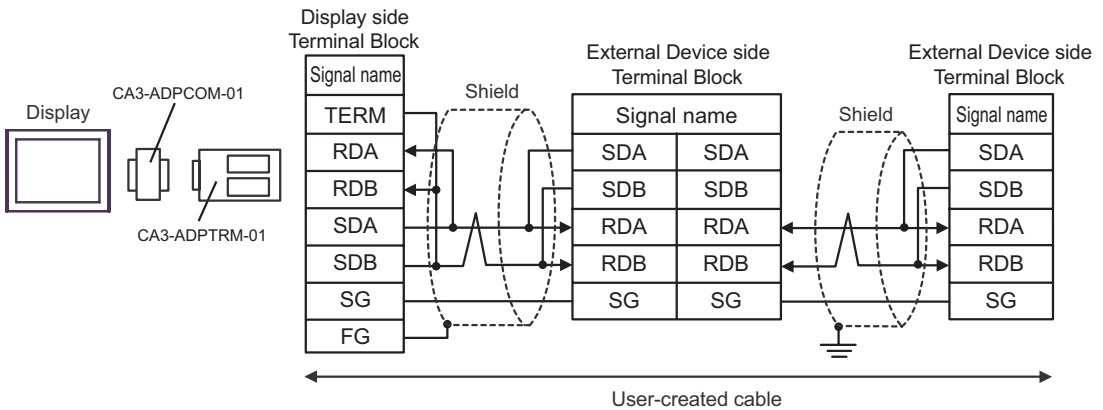 Display side
Terminal Block
Signal name
TERM
RDA
RDB
SDA
SDB
SG
FG
Display
CA3-ADPCOM-01
CA3-ADPTRM-01
Shield
External Device side
Terminal Block
Signal name
SDA SDA
SDB SDB
RDA RDA
RDB RDB
SG SG
Shield
External Device side
Terminal Block
Signal name
SDA
SDB
RDA
RDB
SG
User-created cable